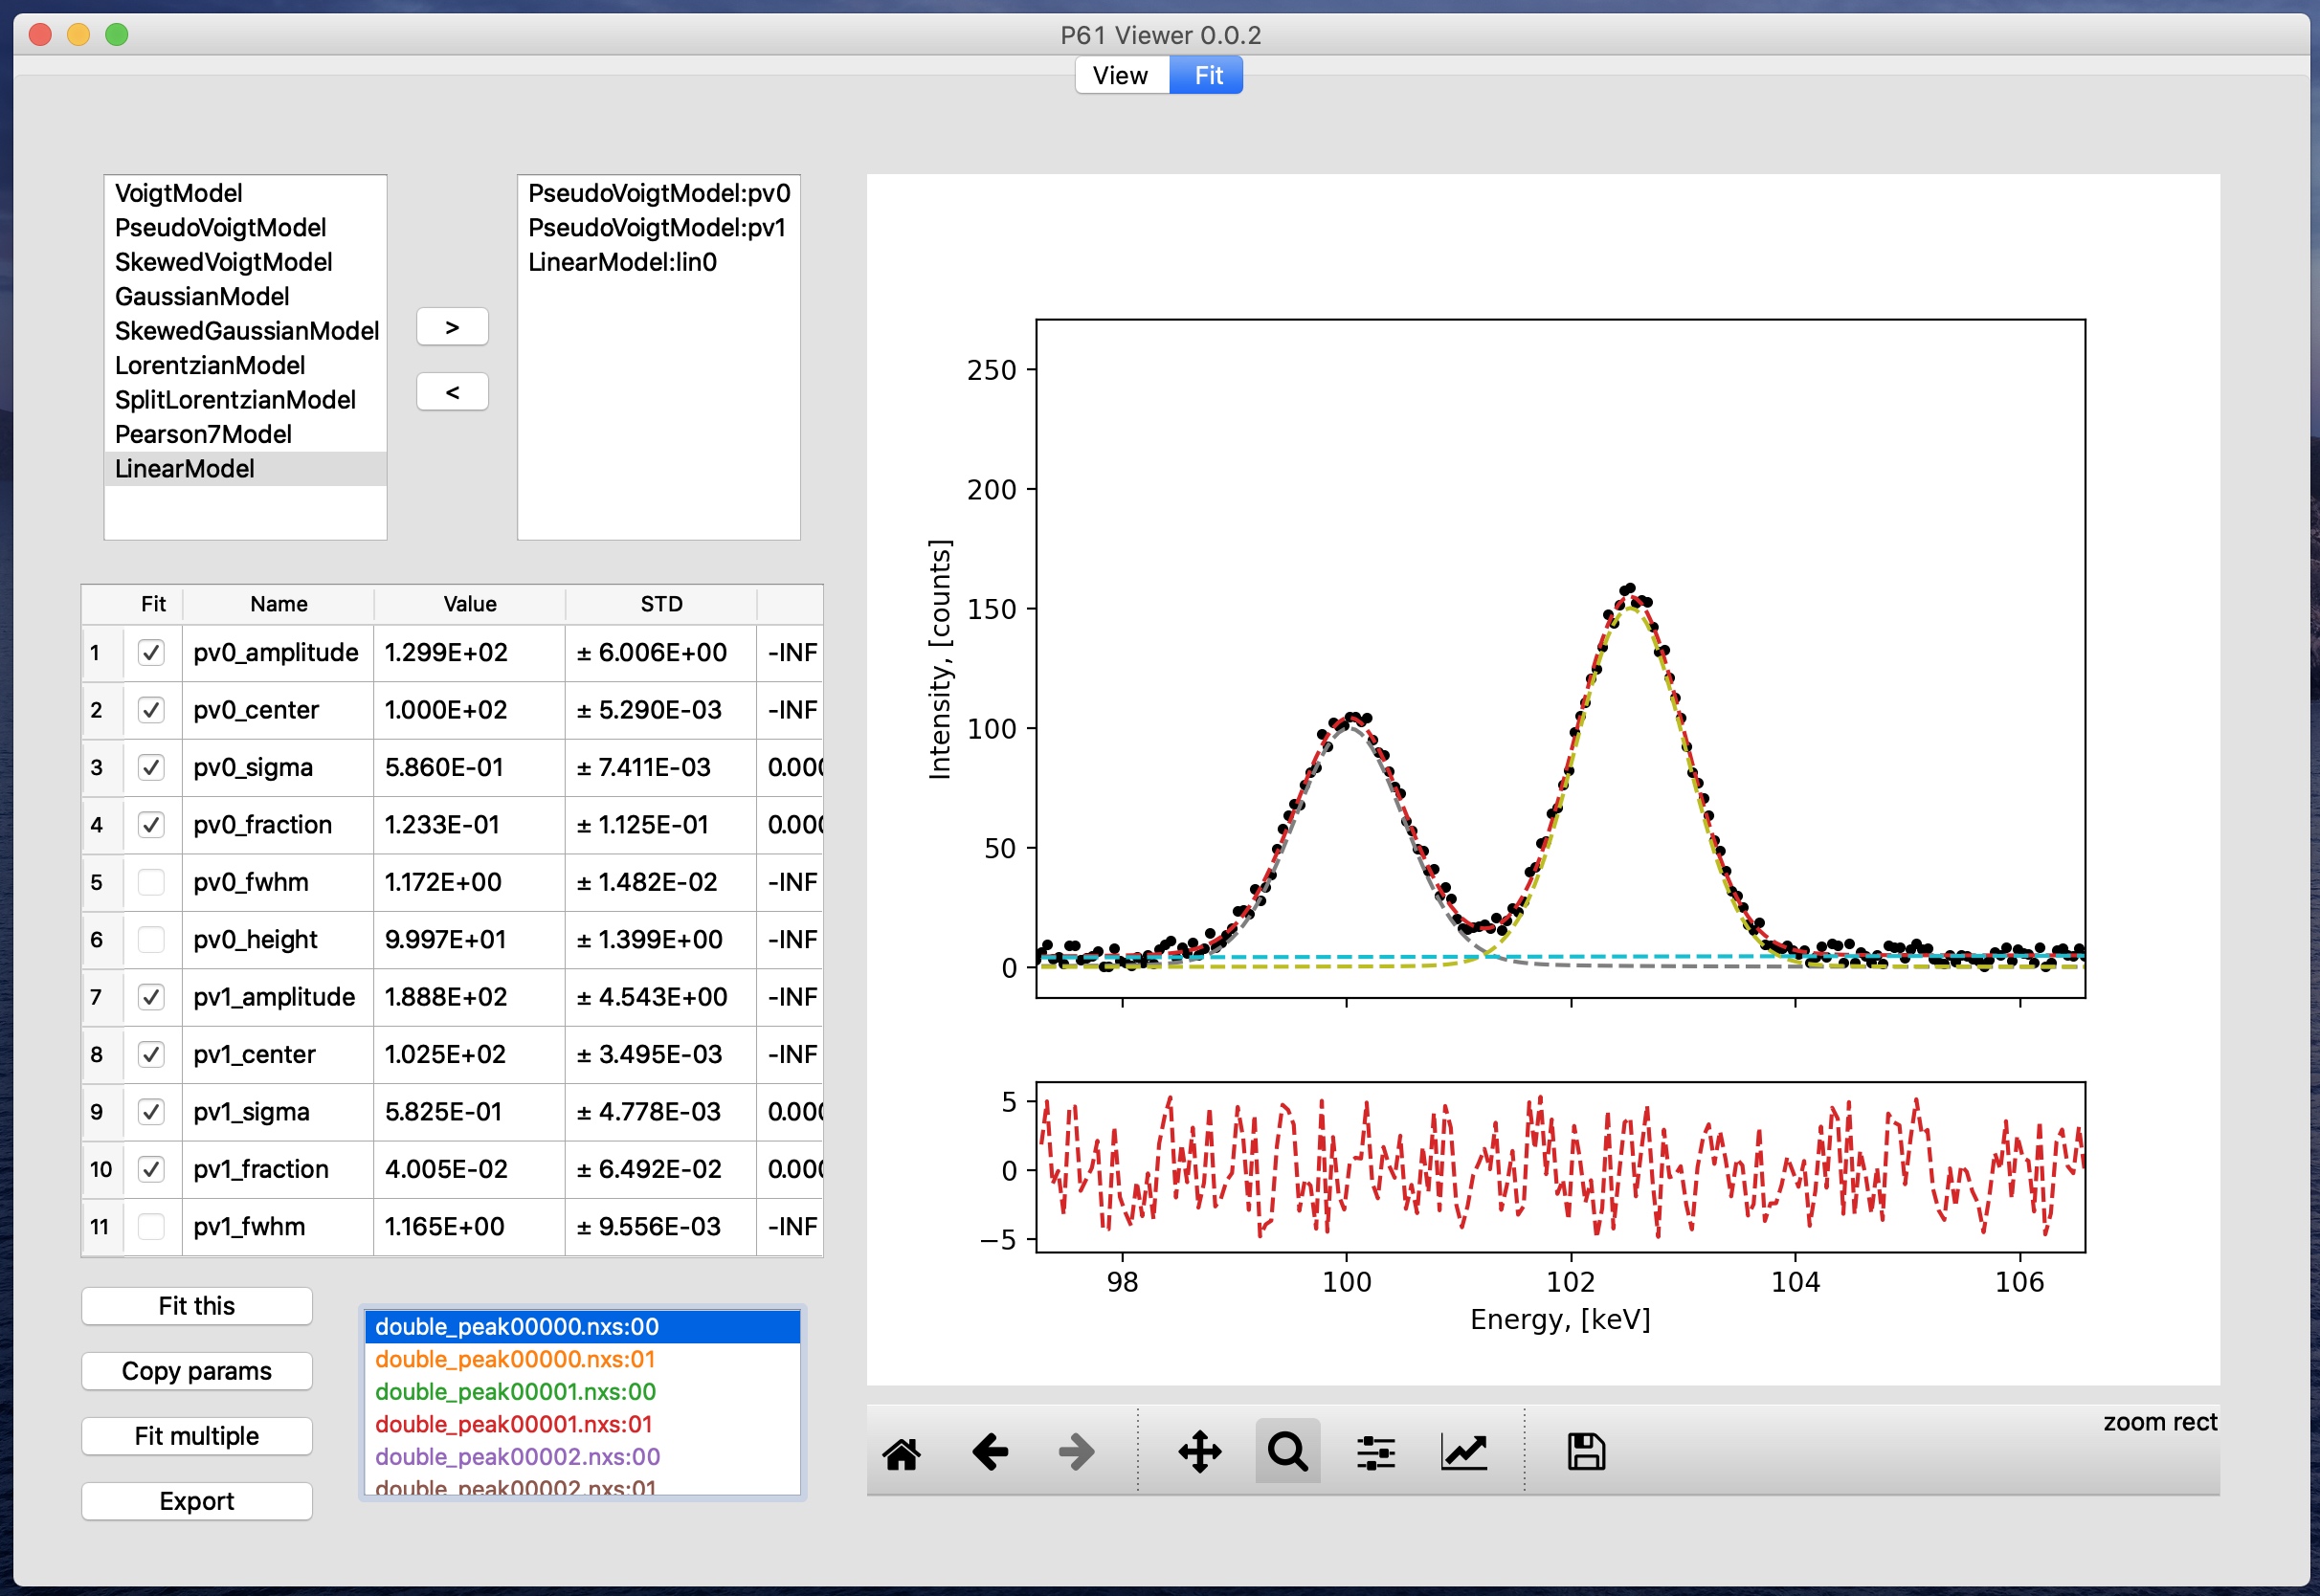 P61 Viewer 0.0.2
View Fit
VoigtModel
PseudoVoigtModel
SkewedVoigtModel
GaussianModel
SkewedGaussianModel
LorentzianModel
SplitLorentzianModel
Pearson7Model
LinearModel
>
<
PseudoVoigtModel:pv0
PseudoVoigtModel:pv1
LinearModel:lin0
Fit Name Value STD
1 pv0_amplitude 1.299E+02 ± 6.006E+00 -INF
2 pv0_center 1.000E+02 ± 5.290E-03 -INF
3 pv0_sigma 5.860E-01 ± 7.411E-03 0.000
4 pv0_fraction 1.233E-01 ± 1.125E-01 0.000
5 pv0_fwhm 1.172E+00 ± 1.482E-02 -INF
6 pv0_height 9.997E+01 ± 1.399E+00 -INF
7 pv1_amplitude 1.888E+02 ± 4.543E+00 -INF
8 pv1_center 1.025E+02 ± 3.495E-03 -INF
9 pv1_sigma 5.825E-01 ± 4.778E-03 0.000
10 pv1_fraction 4.005E-02 ± 6.492E-02 0.000
11 pv1_fwhm 1.165E+00 ± 9.556E-03 -INF
Fit this
Copy params
Fit multiple
Export
double_peak00000.nxs:00
double_peak00000.nxs:01
double_peak00001.nxs:00
double_peak00001.nxs:01
double_peak00002.nxs:00
double_peak00002.nxs:01
Intensity, [counts]
250
200
150
100
50
0
5
0
−5
98 100 102 104 106
Energy, [keV]
zoom rect